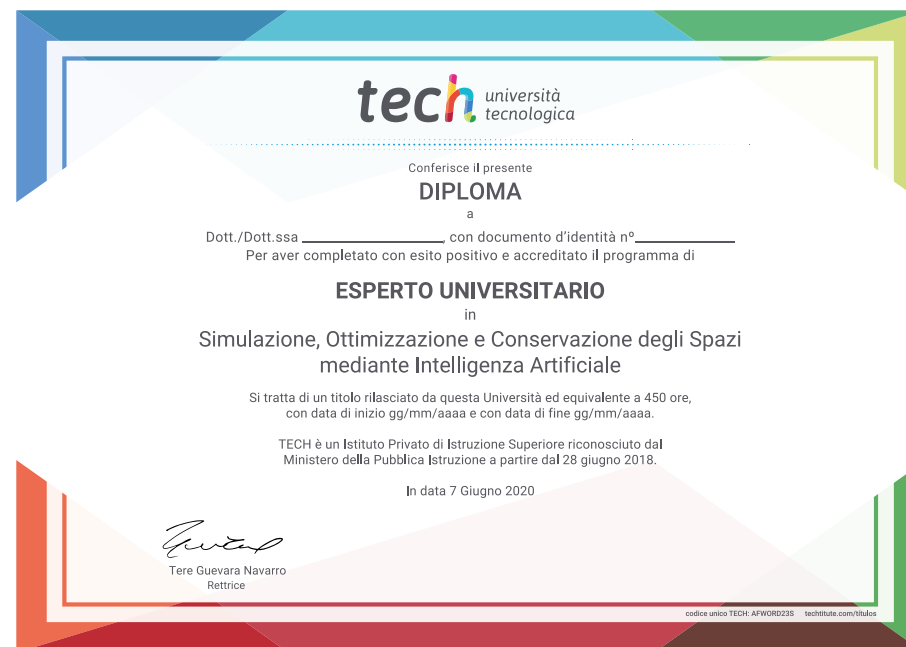 tech università
tecnologica
Conferisce il presente
DIPLOMA
a
Dott./Dott.ssa ____________________, con documento d'identità nº______________
Per aver completato con esito positivo e accreditato il programma di
ESPERTO UNIVERSITARIO
in
Simulazione, Ottimizzazione e Conservazione degli Spazi
mediante Intelligenza Artificiale
Si tratta di un titolo rilasciato da questa Università ed equivalente a 450 ore,
con data di inizio gg/mm/aaaa e con data di fine gg/mm/aaaa.
TECH è un Istituto Privato di Istruzione Superiore riconosciuto dal
Ministero della Pubblica Istruzione a partire dal 28 giugno 2018.
In data 7 Giugno 2020
Tere Guevara Navarro
Rettrice
codice unico TECH: AFWORD23S techtitute.com/titulos